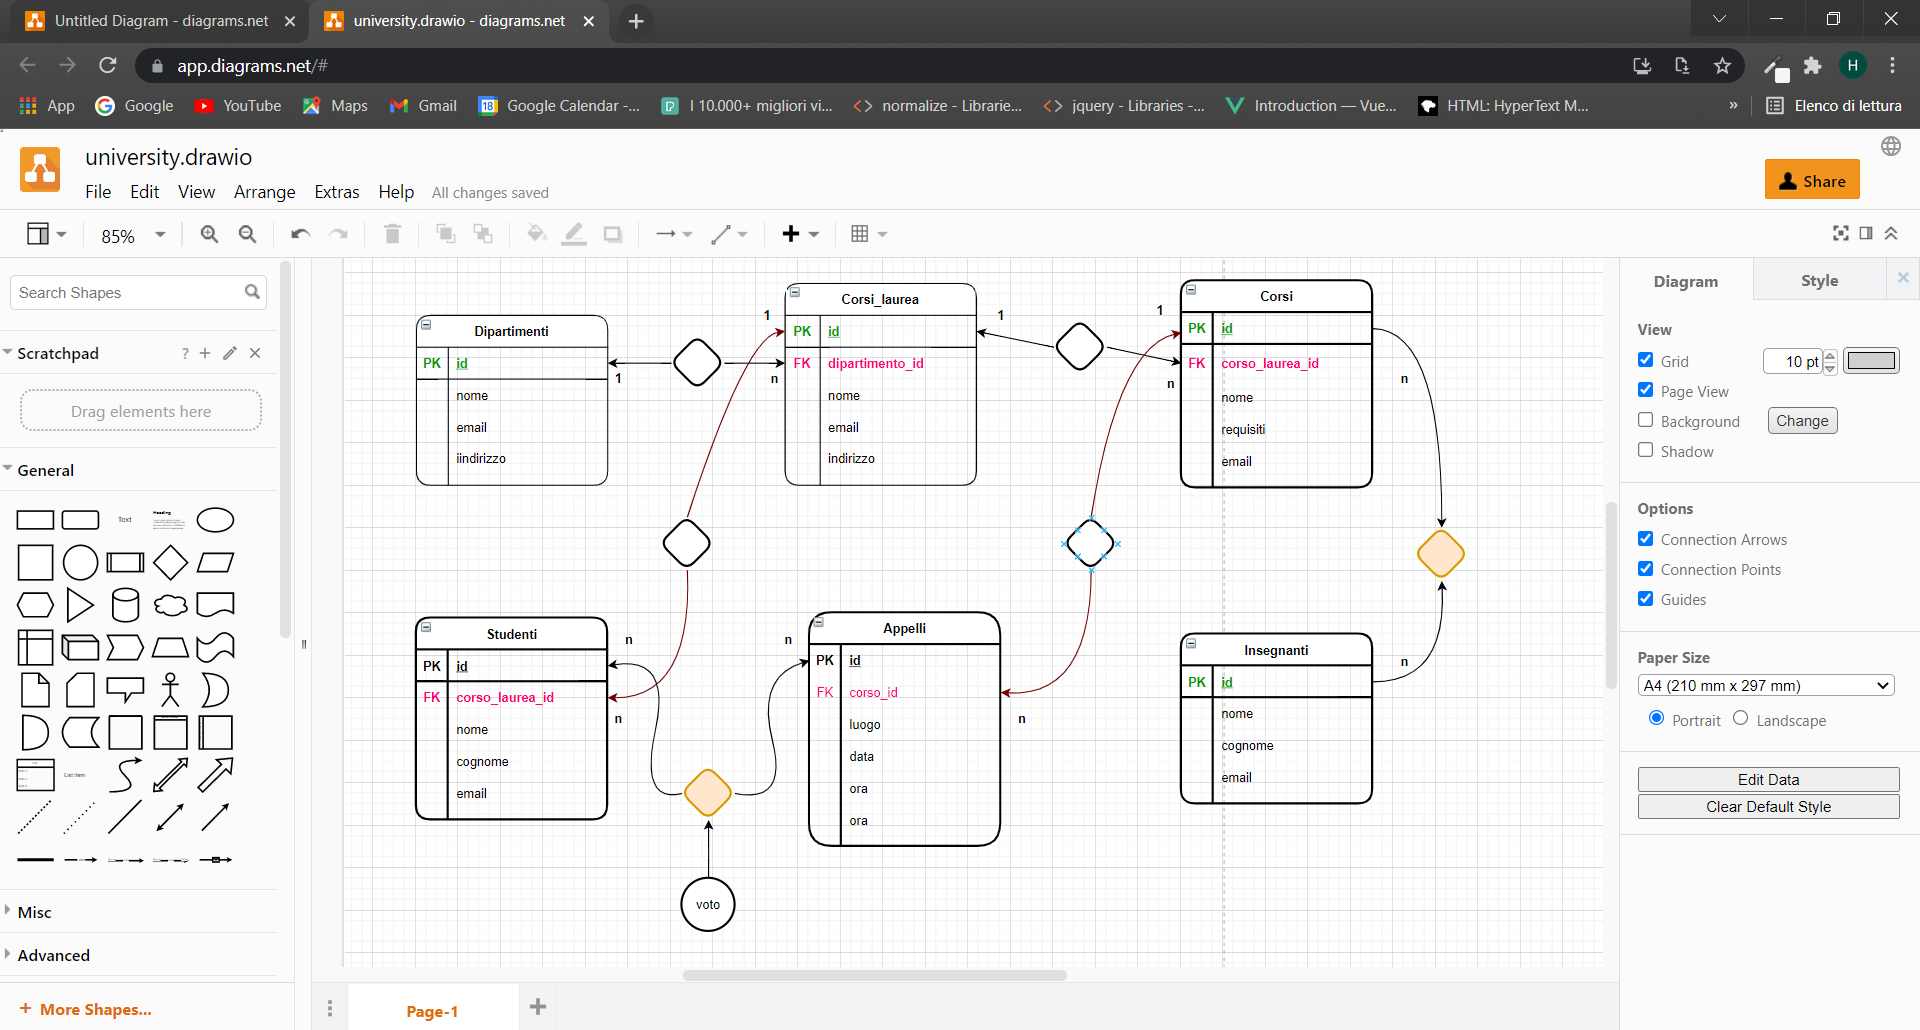 Untitled Diagram - diagrams.net
university.drawio - diagrams.net
app.diagrams.net/#
H
App
Google
YouTube
Maps
Gmail
18
Google Calendar -...
I 10.000+ migliori vi...
normalize - Librarie...
jquery - Libraries -...
Introduction — Vue...
HTML: HyperText M...
»
Elenco di lettura
university.drawio
File Edit View Arrange Extras Help All changes saved
Share
85%
Search Shapes
Scratchpad
?
Drag elements here
General
Text
Heading
List Item
Misc
Advanced
+ More Shapes...
Dipartimenti
PK id
nome
email
iindirizzo
1
n
1
Corsi_laurea
PK id
FK dipartimento_id
nome
email
indirizzo
1
n
1
Corsi
PK id
FK corso_laurea_id
nome
requisiti
email
n
Studenti
PK id
FK corso_laurea_id
nome
cognome
email
n
n
n
voto
Appelli
PK id
FK corso_id
luogo
data
ora
ora
n
Insegnanti
PK id
nome
cognome
email
n
Page-1
Diagram
Style
View
Grid
10 pt
Page View
Background
Change
Shadow
Options
Connection Arrows
Connection Points
Guides
Paper Size
A4 (210 mm x 297 mm)
Portrait
Landscape
Edit Data
Clear Default Style